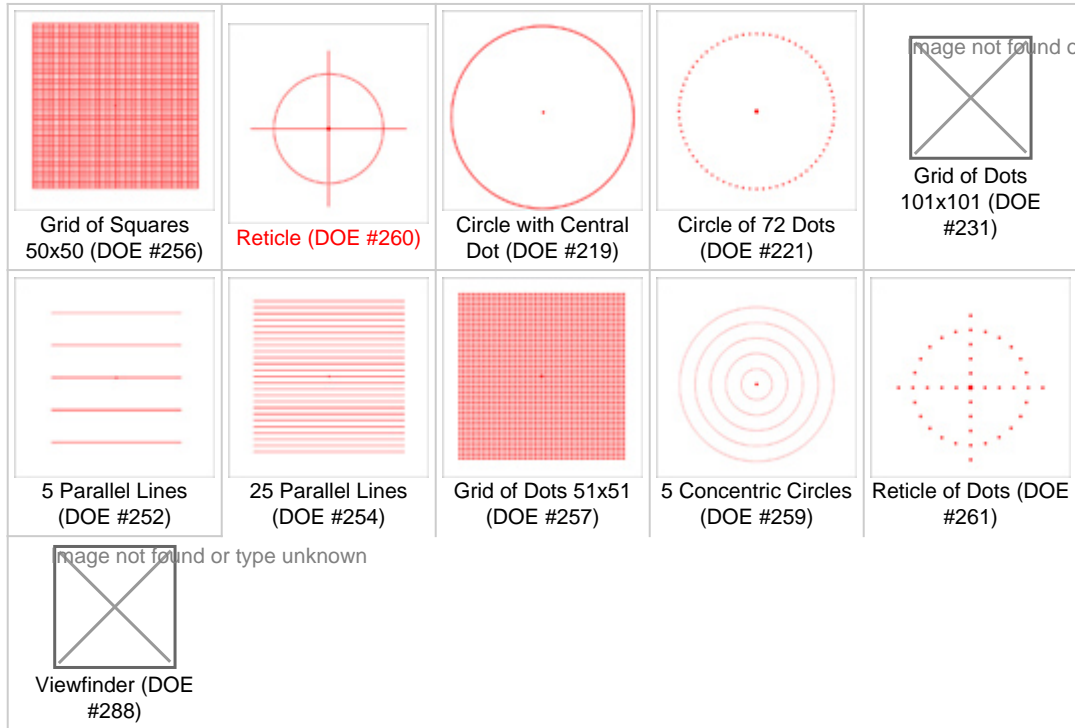 Image not found o
Grid of Squares
50x50 (DOE #256)
Reticle (DOE #260)
Circle with Central
Dot (DOE #219)
Circle of 72 Dots
(DOE #221)
Grid of Dots
101x101 (DOE
#231)
5 Parallel Lines
(DOE #252)
25 Parallel Lines
(DOE #254)
Grid of Dots 51x51
(DOE #257)
5 Concentric Circles
(DOE #259)
Reticle of Dots (DOE
#261)
Image not found or type unknown
Viewfinder (DOE
#288)